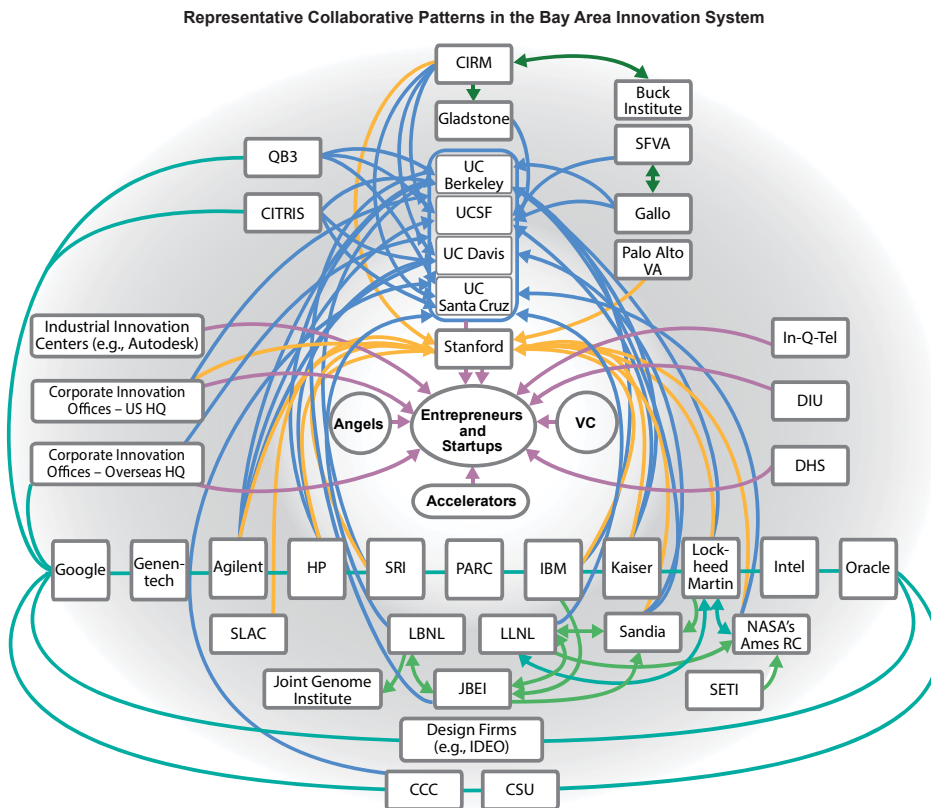 Representative Collaborative Patterns in the Bay Area Innovation System
CIRM
Buck
Institute
Gladstone
SFVA
QB3
UC
Berkeley
CITRIS
UCSF
Gallo
UC Davis
Palo Alto
VA
UC
Santa Cruz
Industrial Innovation
Centers (e.g., Autodesk)
Stanford
In-Q-Tel
Corporate Innovation
Offices – US HQ
Angels
Entrepreneurs
and
Startups
VC
DIU
Corporate Innovation
Offices – Overseas HQ
DHS
Accelerators
Google
Genen-
tech
Agilent
HP
SRI
PARC
IBM
Kaiser
Lock-
heed
Martin
Intel
Oracle
SLAC
LBNL
LLNL
Sandia
NASA's
Ames RC
Joint Genome
Institute
JBEI
SETI
Design Firms
(e.g., IDEO)
CCC
CSU